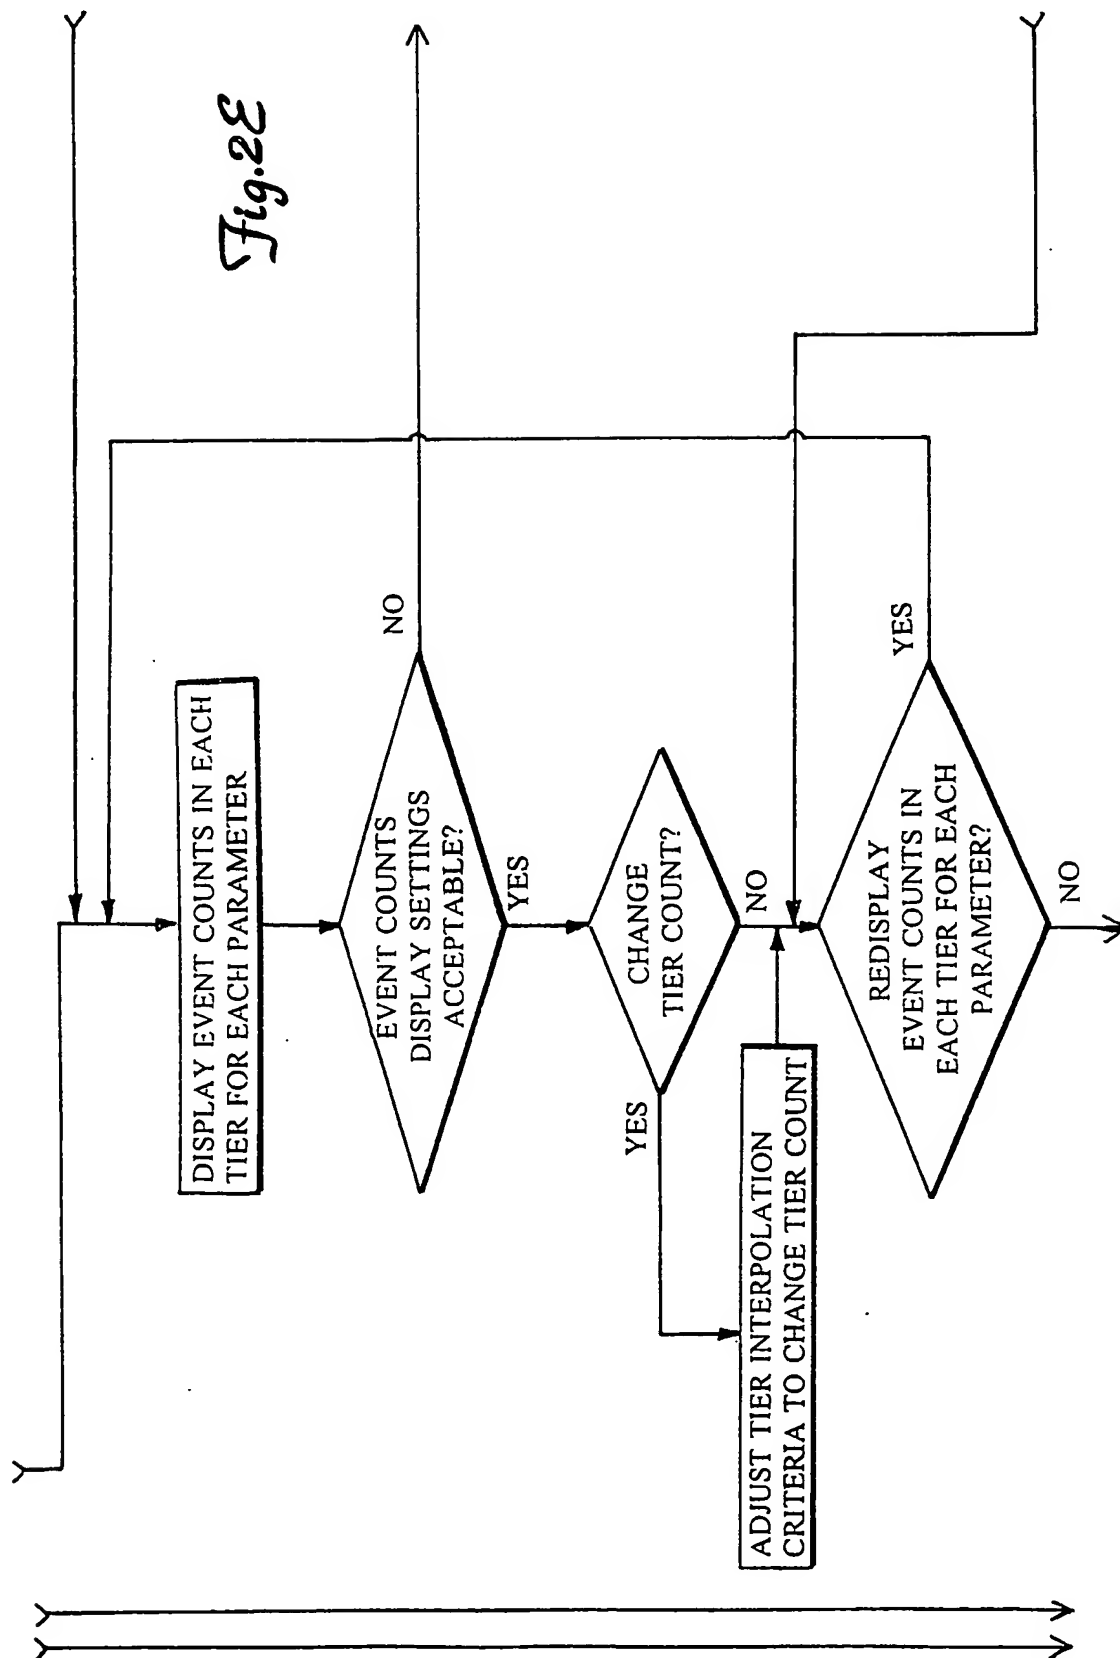 Fig.2E
DISPLAY EVENT COUNTS IN EACH
TIER FOR EACH PARAMETER
EVENT COUNTS
DISPLAY SETTINGS
ACCEPTABLE?
NO
YES
CHANGE
TIER COUNT?
YES
NO
ADJUST TIER INTERPOLATION
CRITERIA TO CHANGE TIER COUNT
REDISPLAY
EVENT COUNTS IN
EACH TIER FOR EACH
PARAMETER?
YES
NO